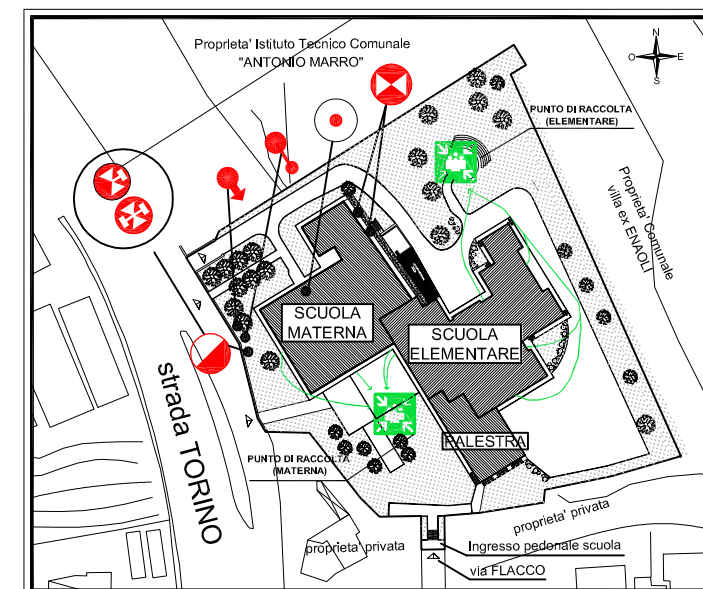 Proprieta' Istituto Tecnico Comunale
"ANTONIO MARRO"
N
O
E
S
PUNTO DI RACCOLTA
(ELEMENTARE)
Proprieta' Comunale
villa ex ENAOLI
SCUOLA
MATERNA
SCUOLA
ELEMENTARE
strada TORINO
PALESTRA
PUNTO DI RACCOLTA
(MATERNA)
proprieta' privata
proprieta' privata
Ingresso pedonale scuola
via FLACCO